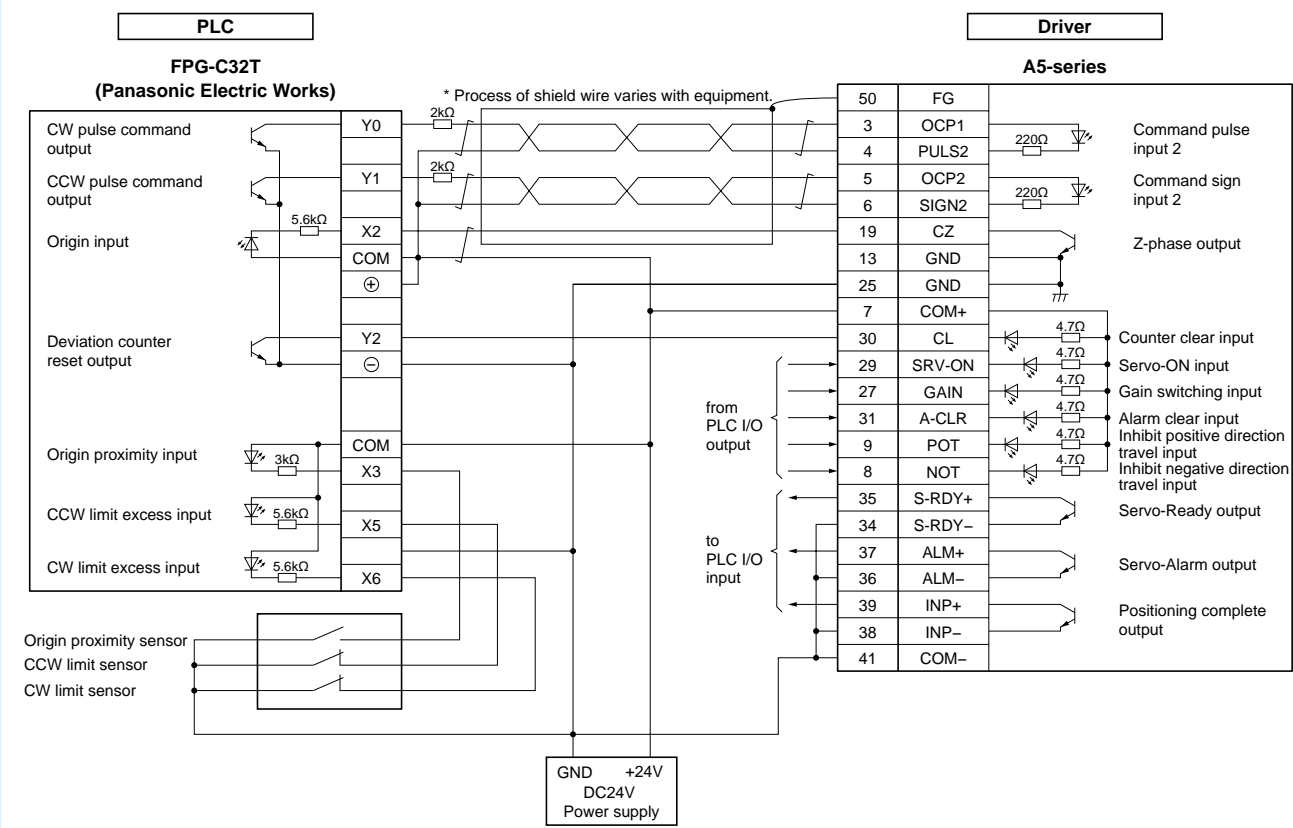 PLC
Driver
FPG-C32T
(Panasonic Electric Works)
A5-series
* Process of shield wire varies with equipment.
CW pulse command
output
CCW pulse command
output
Origin input
Deviation counter
reset output
Origin proximity input
CCW limit excess input
CW limit excess input
5.6kΩ
3kΩ
5.6kΩ
5.6kΩ
Y0
Y1
X2
COM
⊕
Y2
⊖
COM
X3
X5
X6
2kΩ
2kΩ
from
PLC I/O
output
to
PLC I/O
input
50 FG
3 OCP1
4 PULS2
5 OCP2
6 SIGN2
19 CZ
13 GND
25 GND
7 COM+
30 CL
29 SRV-ON
27 GAIN
31 A-CLR
9 POT
8 NOT
35 S-RDY+
34 S-RDY−
37 ALM+
36 ALM−
39 INP+
38 INP−
41 COM−
220Ω
220Ω
4.7Ω
4.7Ω
4.7Ω
4.7Ω
4.7Ω
4.7Ω
Command pulse
input 2
Command sign
input 2
Z-phase output
Counter clear input
Servo-ON input
Gain switching input
Alarm clear input
Inhibit positive direction
travel input
Inhibit negative direction
travel input
Servo-Ready output
Servo-Alarm output
Positioning complete
output
Origin proximity sensor
CCW limit sensor
CW limit sensor
GND +24V
DC24V
Power supply